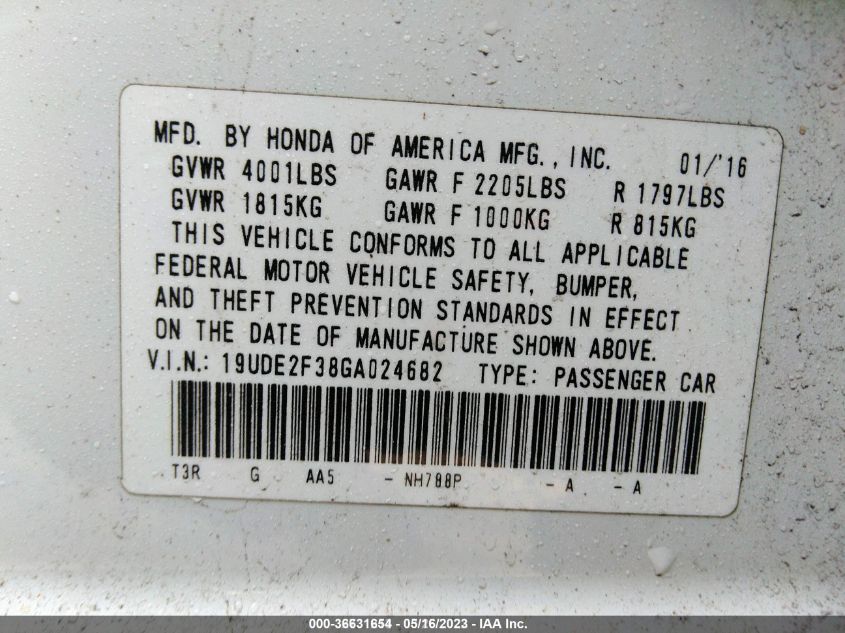 MFD. BY HONDA OF AMERICA MFG., INC. 01/'16
GVWR 4001LBS GAWR F 2205LBS R 1797LBS
GVWR 1815KG GAWR F 1000KG R 815KG
THIS VEHICLE CONFORMS TO ALL APPLICABLE
FEDERAL MOTOR VEHICLE SAFETY, BUMPER,
AND THEFT PREVENTION STANDARDS IN EFFECT
ON THE DATE OF MANUFACTURE SHOWN ABOVE.
V.I.N.: 19UDE2F38GA024682 TYPE: PASSENGER CAR
T3R G AA5 - NH788P - A - A
000-36631654 - 05/16/2023 - IAA Inc.